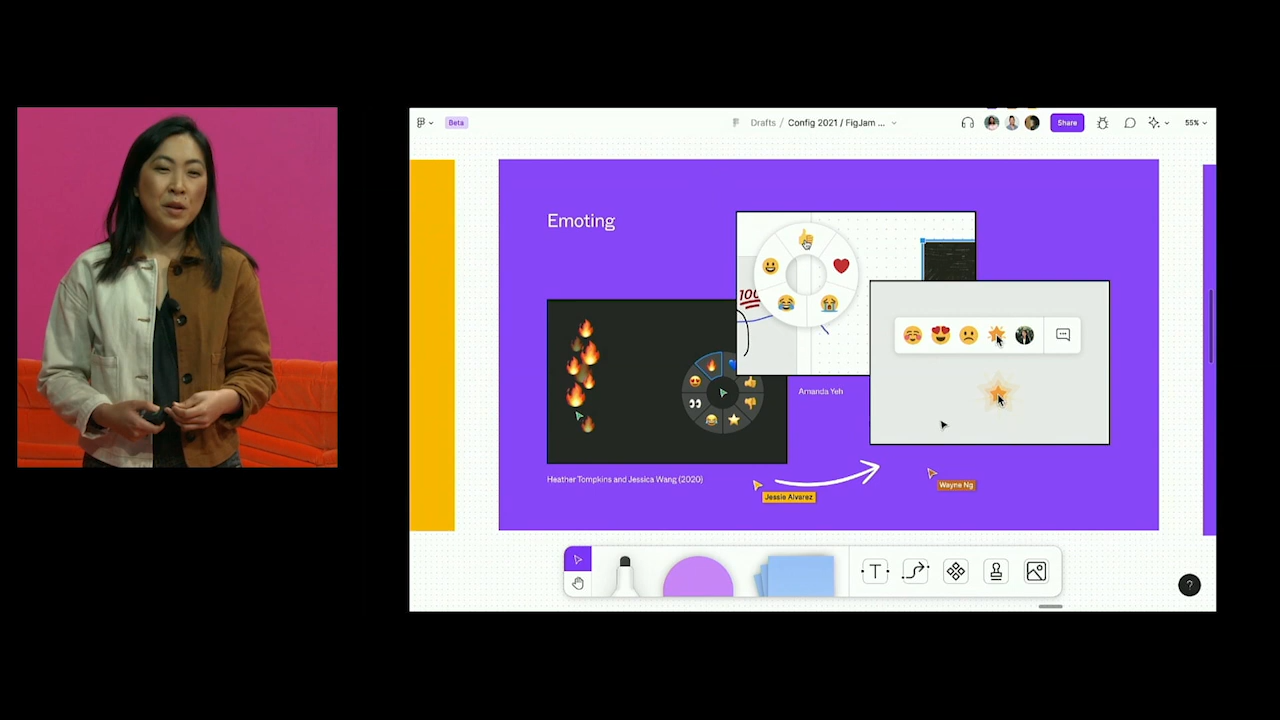 Beta
Drafts / Config 2021 / FigJam ...
Share
55%
Emoting
100
Amanda Yeh
Heather Tompkins and Jessica Wang (2020)
Jessie Alvarez
Wayne Ng
T
?